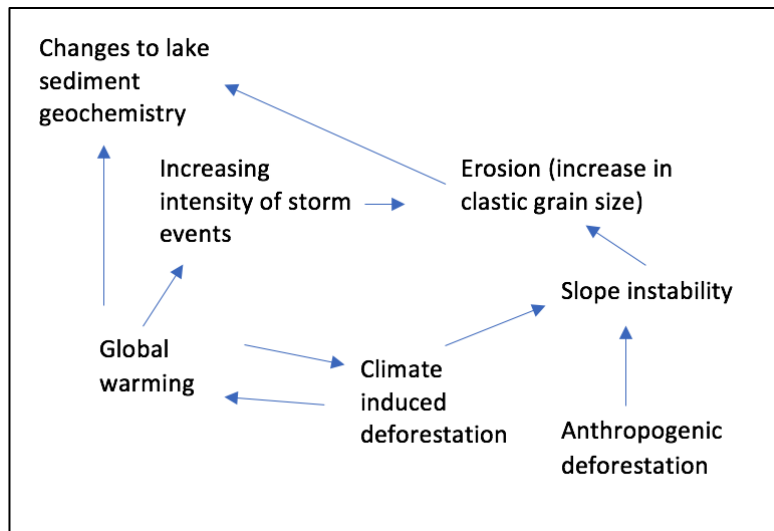 Changes to lake
sediment
geochemistry
Increasing
intensity of storm
events
Erosion (increase in
clastic grain size)
Slope instability
Global
warming
Climate
induced
deforestation
Anthropogenic
deforestation